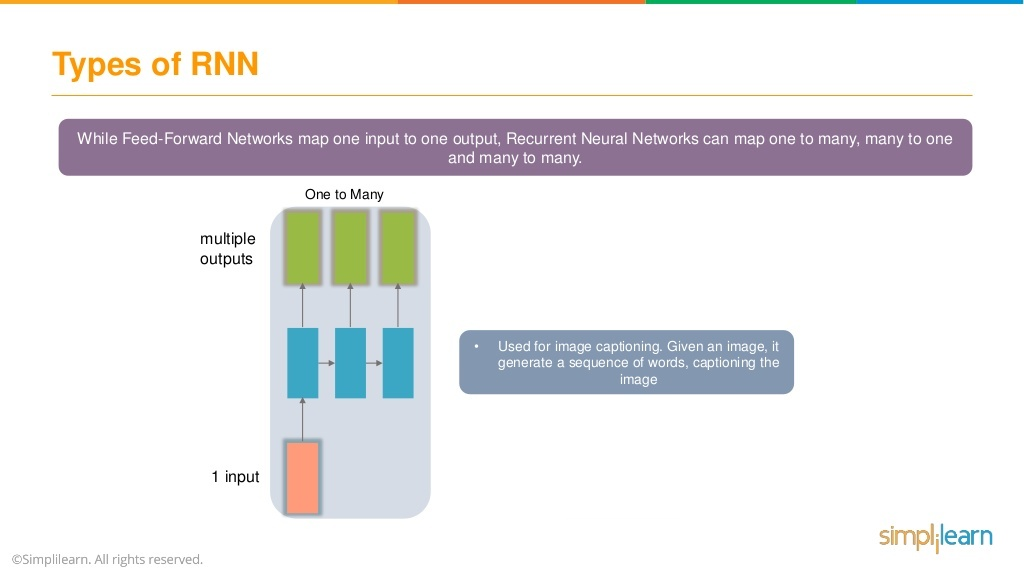 Types of RNN
While Feed-Forward Networks map one input to one output, Recurrent Neural Networks can map one to many, many to one
and many to many.
One to Many
multiple
outputs
• Used for image captioning. Given an image, it
generate a sequence of words, captioning the
image
1 input
simplilearn
©Simplilearn. All rights reserved.